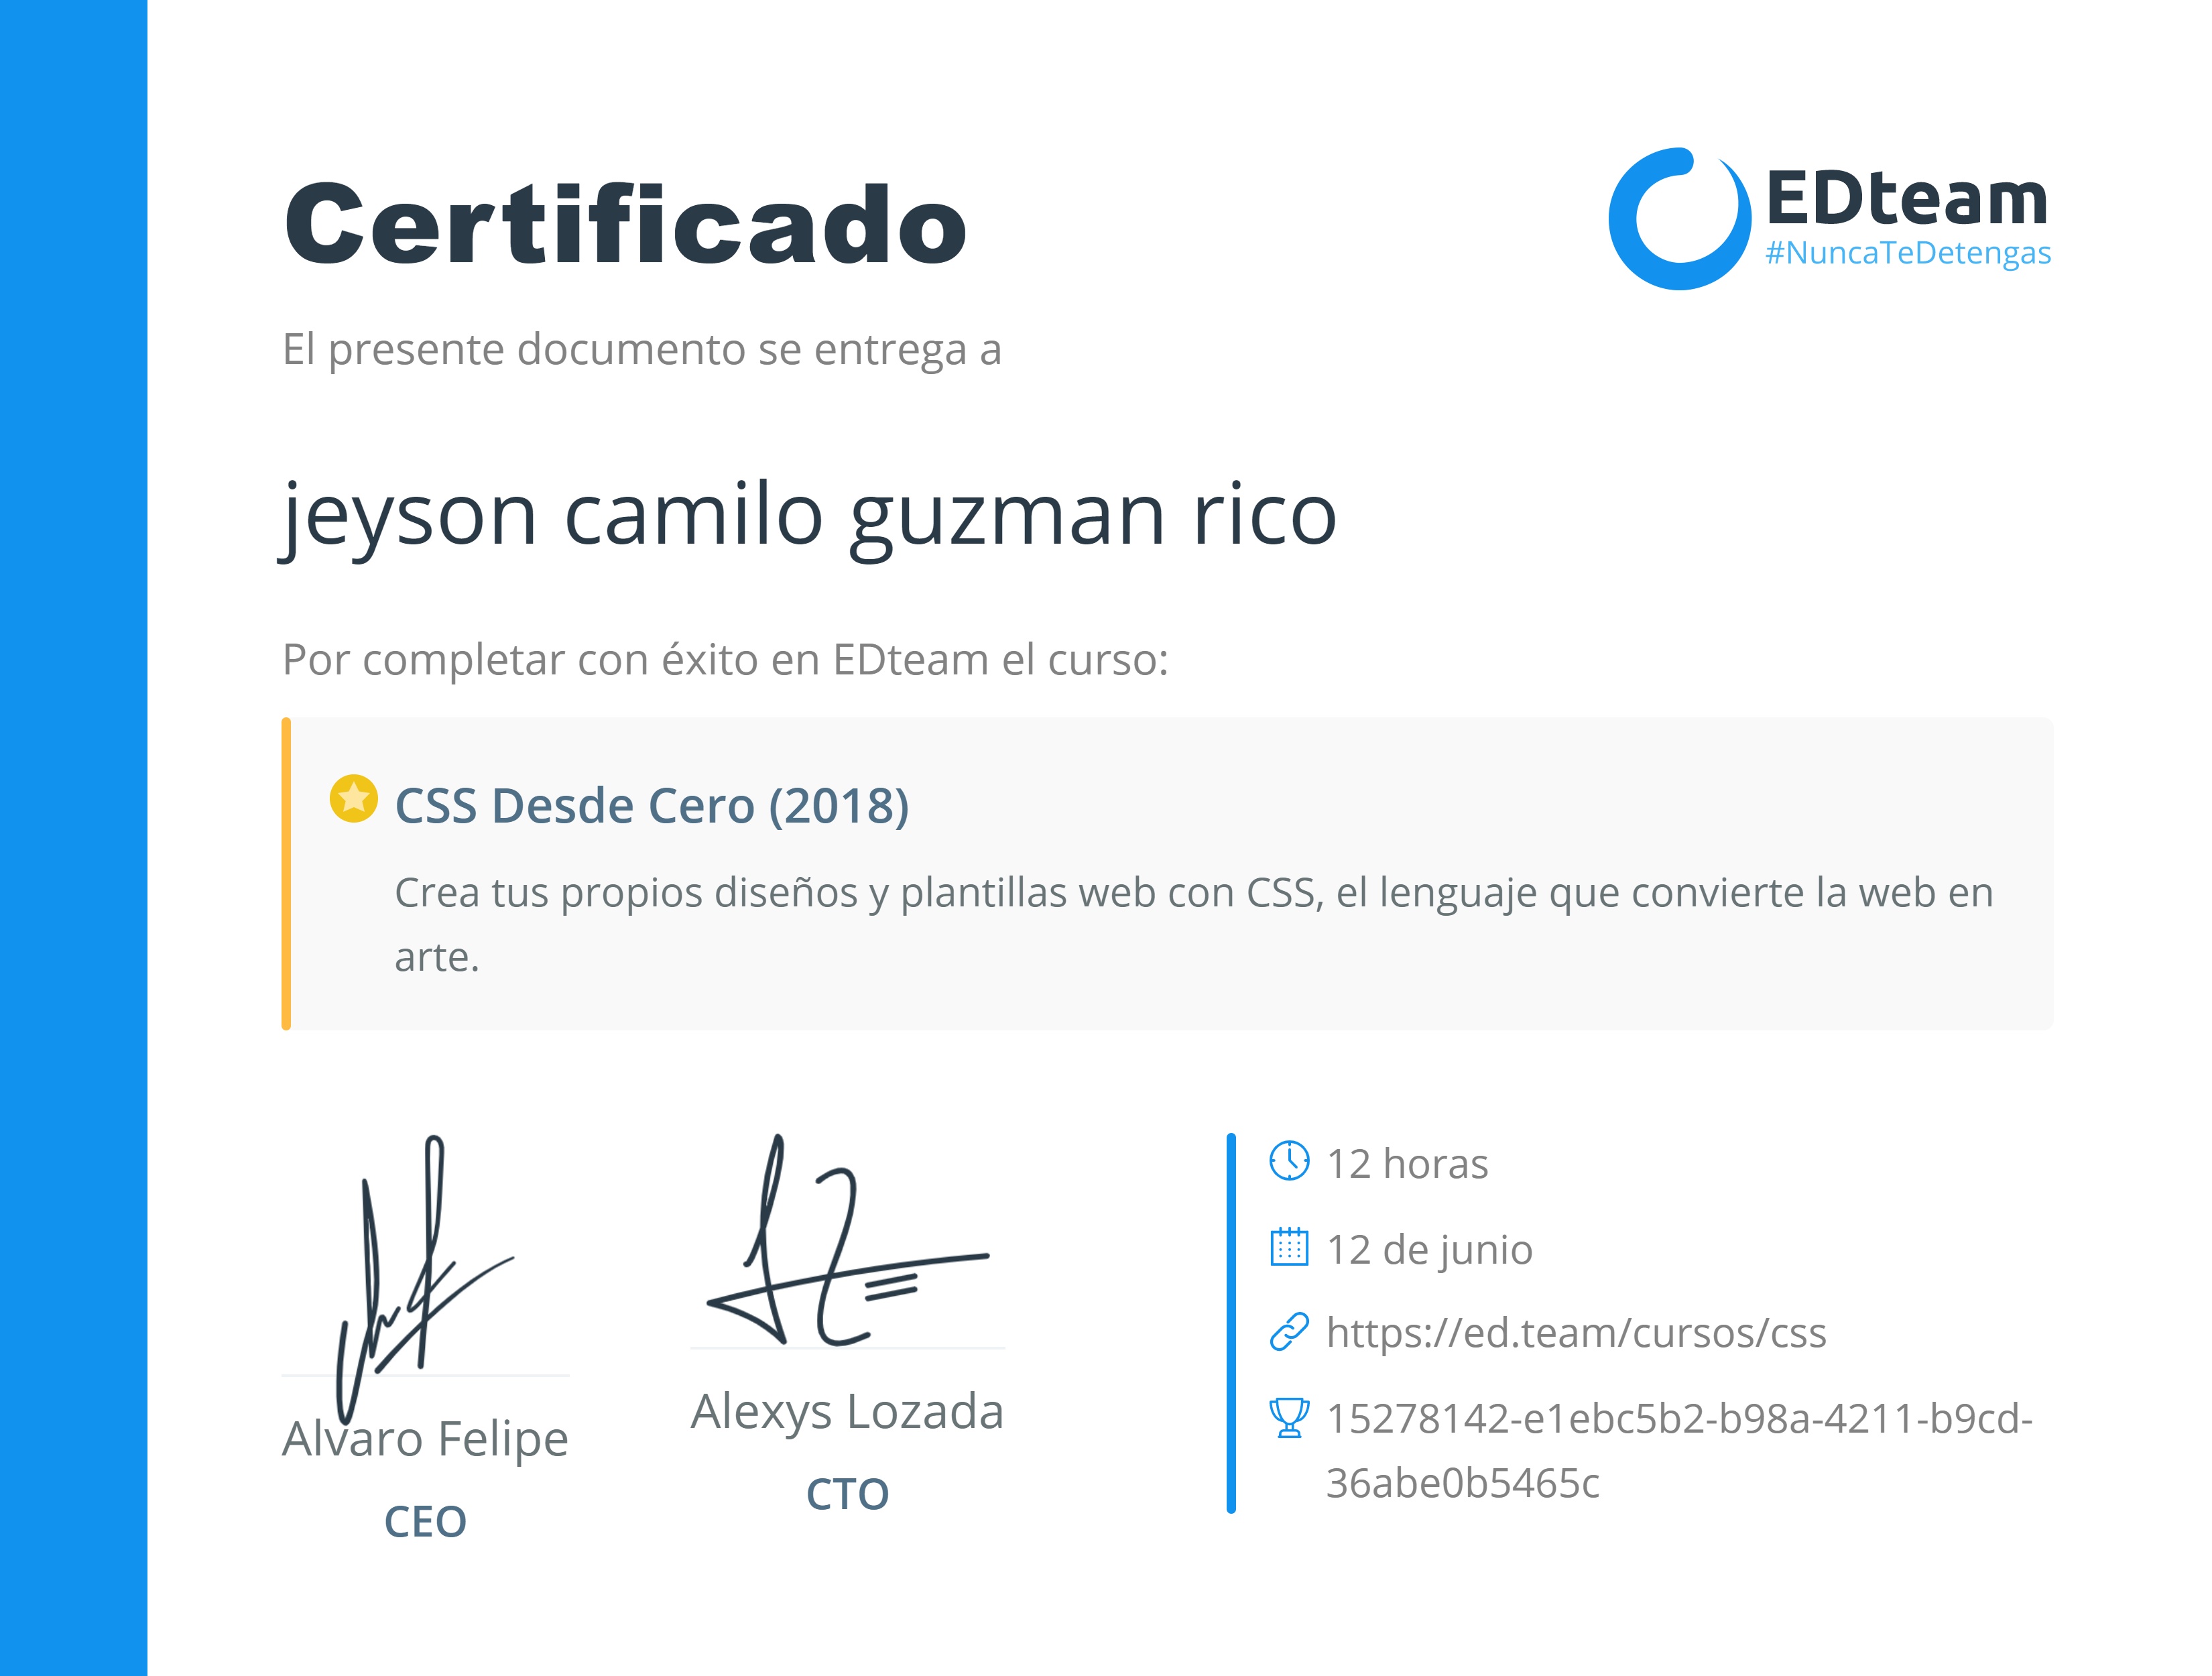 Certificado
EDteam
#NuncaTeDetengas
El presente documento se entrega a
jeyson camilo guzman rico
Por completar con éxito en EDteam el curso:
CSS Desde Cero (2018)
Crea tus propios diseños y plantillas web con CSS, el lenguaje que convierte la web en
arte.
Alvaro Felipe
CEO
Alexys Lozada
CTO
12 horas
12 de junio
https://ed.team/cursos/css
15278142-e1ebc5b2-b98a-4211-b9cd-
36abe0b5465c